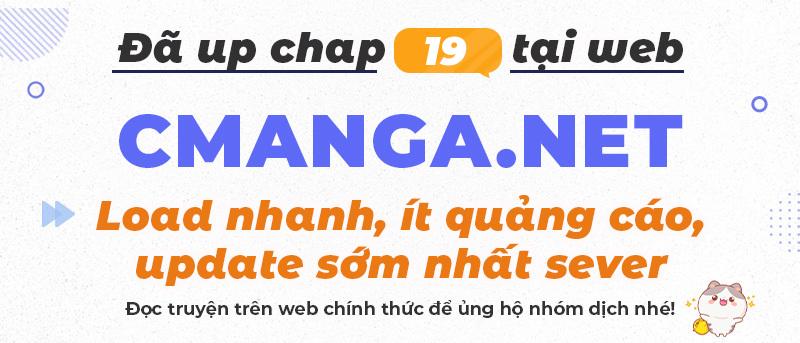 Đã up chap 19 tại web
CMANGA.NET
Load nhanh, ít quảng cáo,
update sớm nhất sever
Đọc truyện trên web chính thức để ủng hộ nhóm dịch nhé!